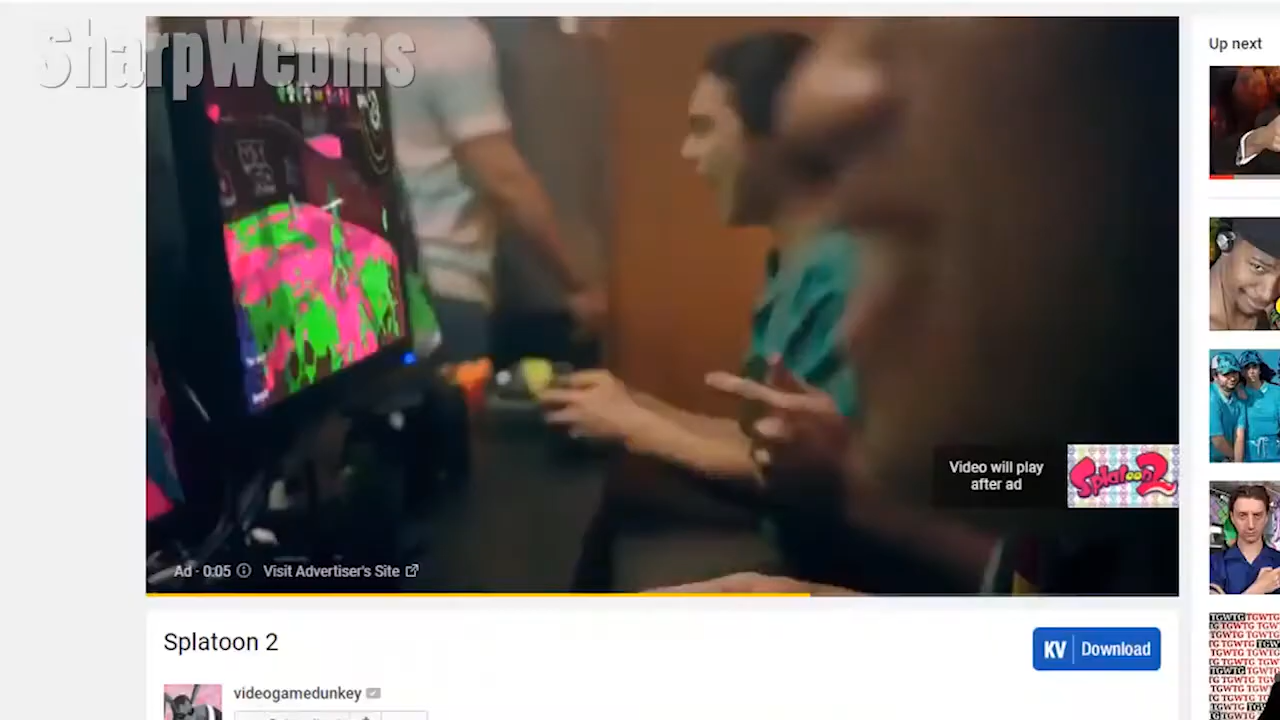 SharpWebms
Up next
Video will play
after ad
Splatoon 2
Ad · 0:05
Visit Advertiser's Site
Splatoon 2
KV Download
videogamedunkey
TGWTG